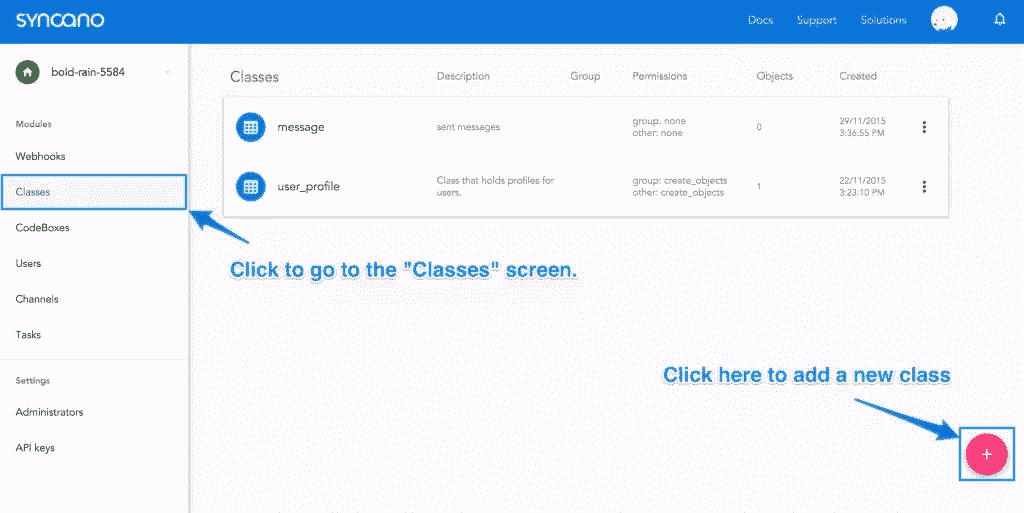 syncano
Docs Support Solutions
bold-rain-5584
Modules
Webhooks
Classes
CodeBoxes
Users
Channels
Tasks
Settings
Administrators
API keys
Classes Description Group Permissions Objects Created
message sent messages group: none other: none 0 29/11/2015 3:36:55 PM
user_profile Class that holds profiles for users. group: create_objects other: create_objects 1 22/11/2015 3:23:10 PM
Click to go to the "Classes" screen.
Click here to add a new class